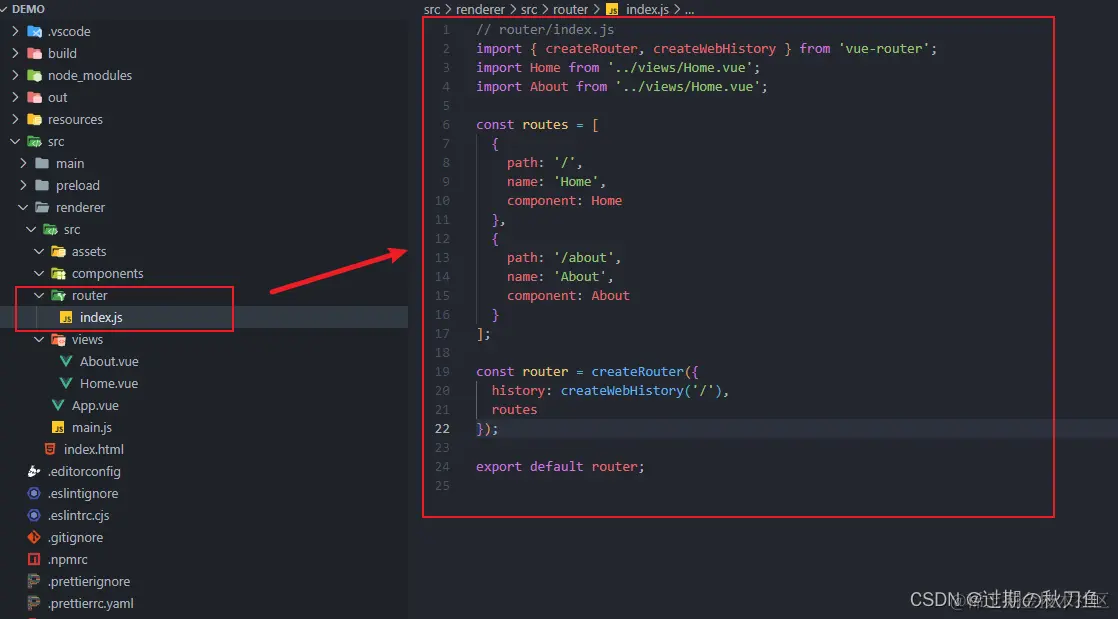 DEMO
.vscode
build
node_modules
out
resources
src
main
preload
renderer
src
assets
components
router
index.js
views
About.vue
Home.vue
App.vue
main.js
index.html
.editorconfig
.eslintignore
.eslintrc.cjs
.gitignore
.npmrc
.prettierignore
.prettierrc.yaml
src > renderer > src > router > JS index.js > ...
1 // router/index.js
2 import { createRouter, createWebHistory } from 'vue-router';
3 import Home from '../views/Home.vue';
4 import About from '../views/Home.vue';
5
6 const routes = [
7 {
8 path: '/',
9 name: 'Home',
10 component: Home
11 },
12 {
13 path: '/about',
14 name: 'About',
15 component: About
16 }
17 ];
18
19 const router = createRouter({
20 history: createWebHistory('/'),
21 routes
22 });
23
24 export default router;
25
CSDN @过期の秋刀鱼